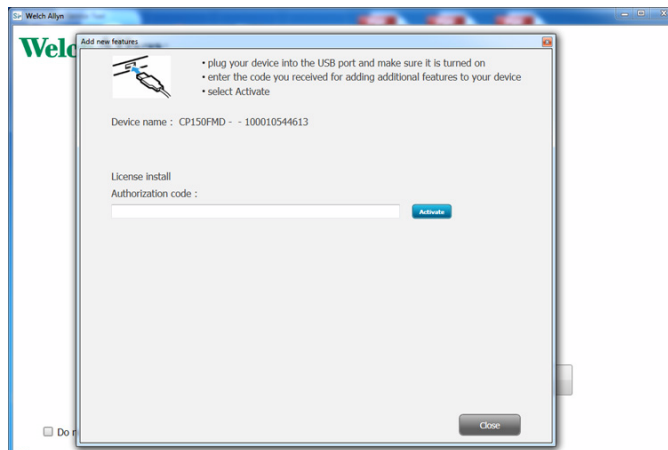 Welch Allyn
Welc
Add new features
• plug your device into the USB port and make sure it is turned on
• enter the code you received for adding additional features to your device
• select Activate
Device name : CP150FMD - - 100010544613
License install
Authorization code :
Activate
Close
Do